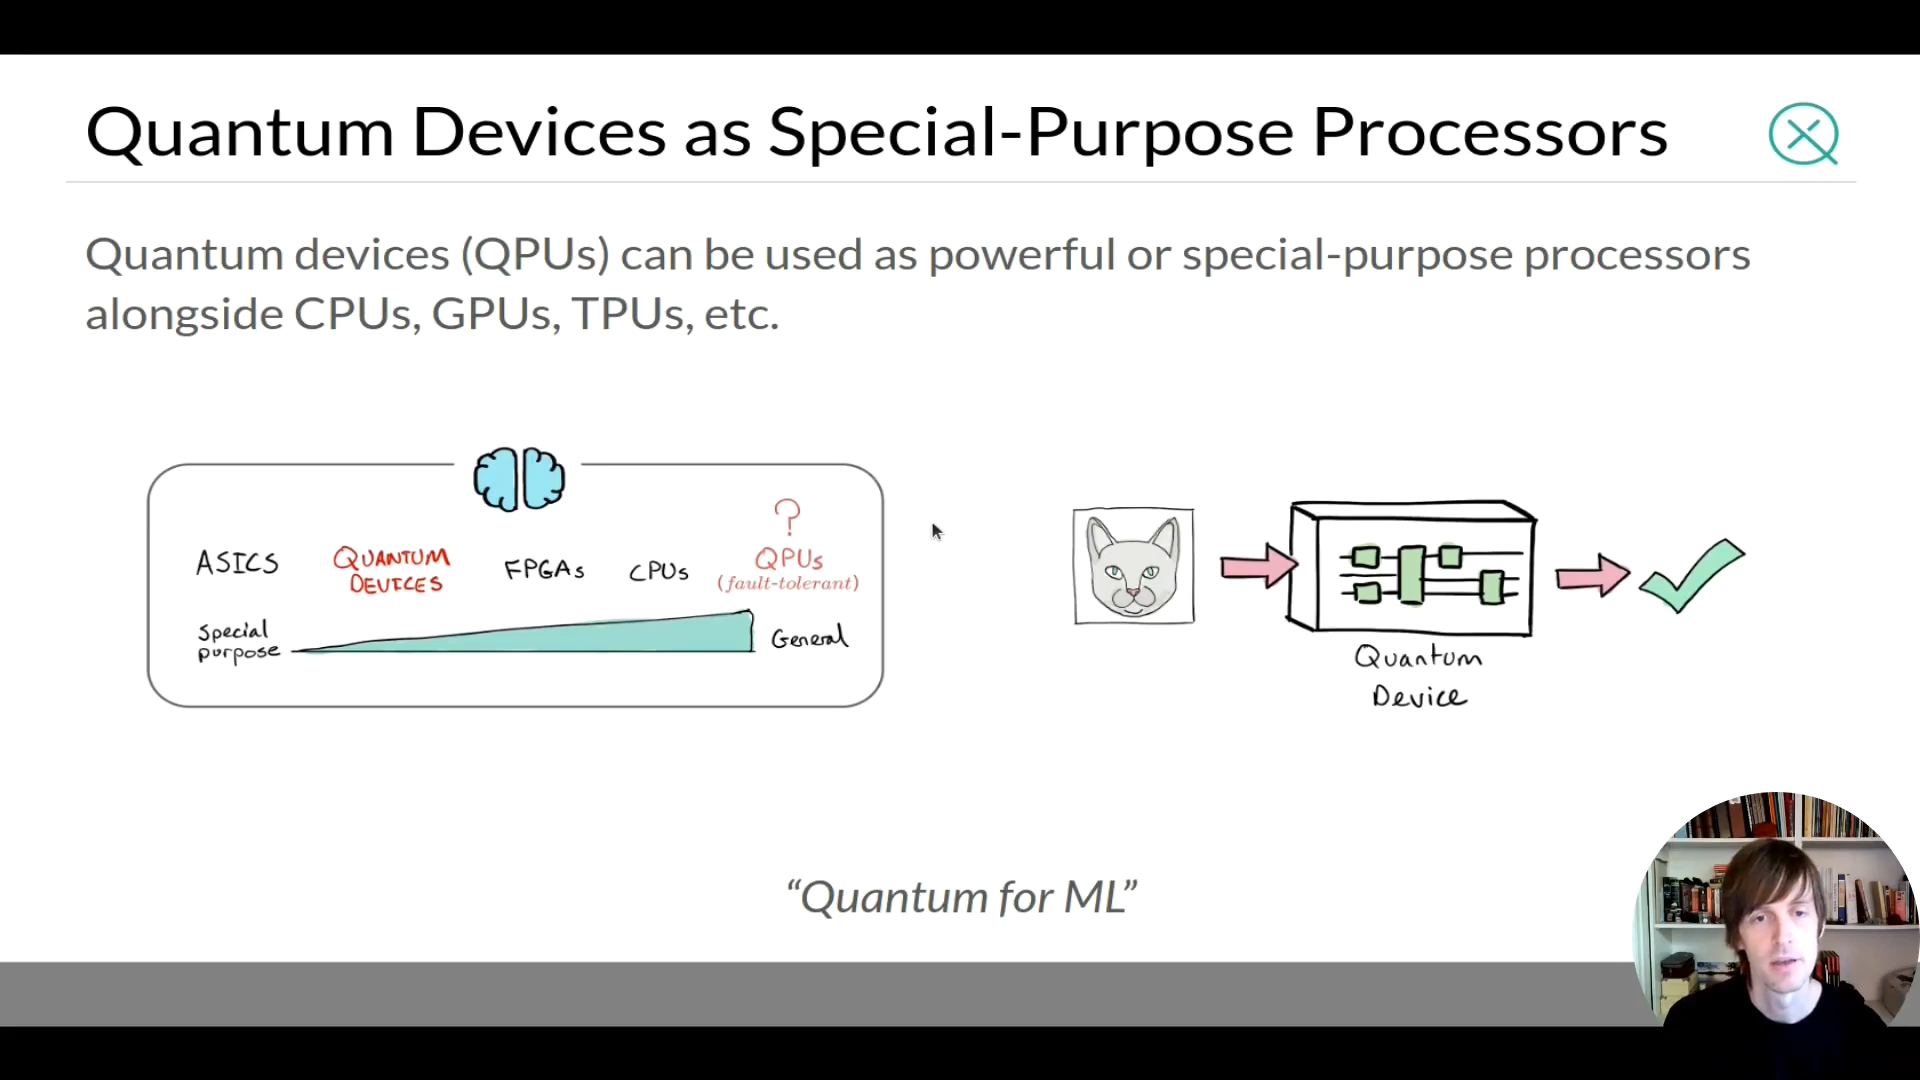 Quantum Devices as Special-Purpose Processors
Quantum devices (QPUs) can be used as powerful or special-purpose processors
alongside CPUs, GPUs, TPUs, etc.
?
ASICS
QUANTUM
DEVICES
FPGAs
CPUs
QPUs
(fault-tolerant)
Special
purpose
General
Quantum
Device
“Quantum for ML”